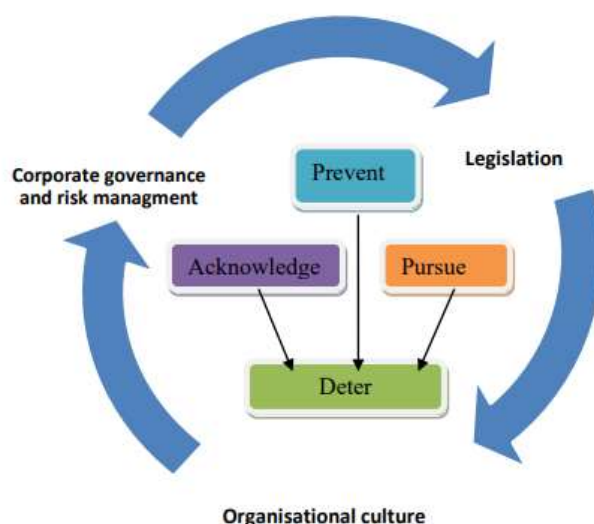 Prevent
Legislation
Corporate governance
and risk managment
Acknowledge
Pursue
Deter
Organisational culture